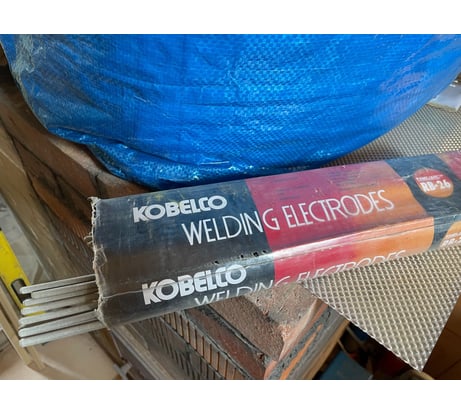 KOBELCO
WELDING ELECTRODES
RB-26
KOBELCO
WELDING ELECTRODES